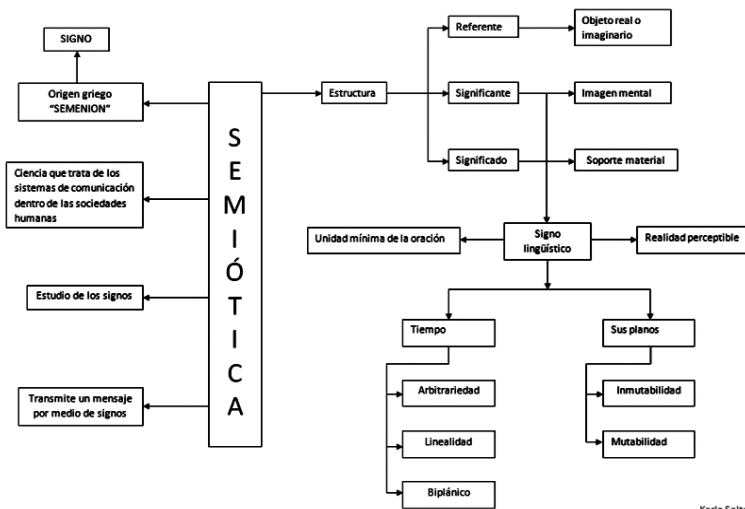 SIGNO
Origen griego
"SEMENION"
Ciencia que trata de los
sistemas de comunicación
dentro de las sociedades
humanas
Estudio de los signos
Transmite un mensaje
por medio de signos
SEMIÓTICA
Estructura
Referente
Objeto real o
imaginario
Significante
Imagen mental
Significado
Soporte material
Unidad mínima de la oración
Signo
lingüístico
Realidad perceptible
Tiempo
Sus planos
Arbitrariedad
Inmutabilidad
Linealidad
Mutabilidad
Biplánico